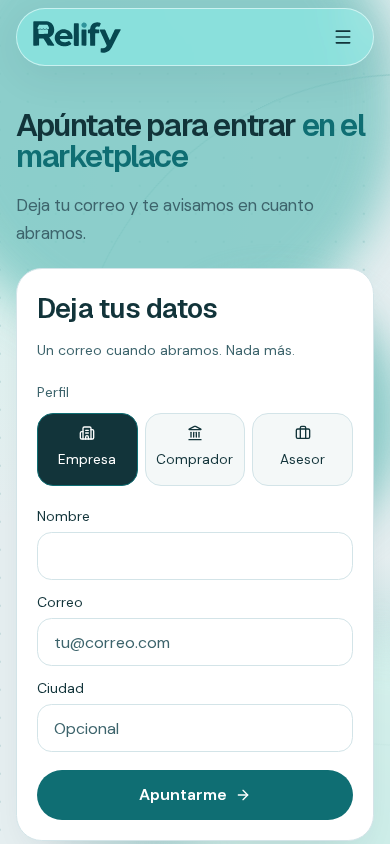 Relify
Apúntate para entrar en el
marketplace
Deja tu correo y te avisamos en cuanto
abramos.
Deja tus datos
Un correo cuando abramos. Nada más.
Perfil
Empresa
Comprador
Asesor
Nombre
Correo
tu@correo.com
Ciudad
Opcional
Apuntarme →